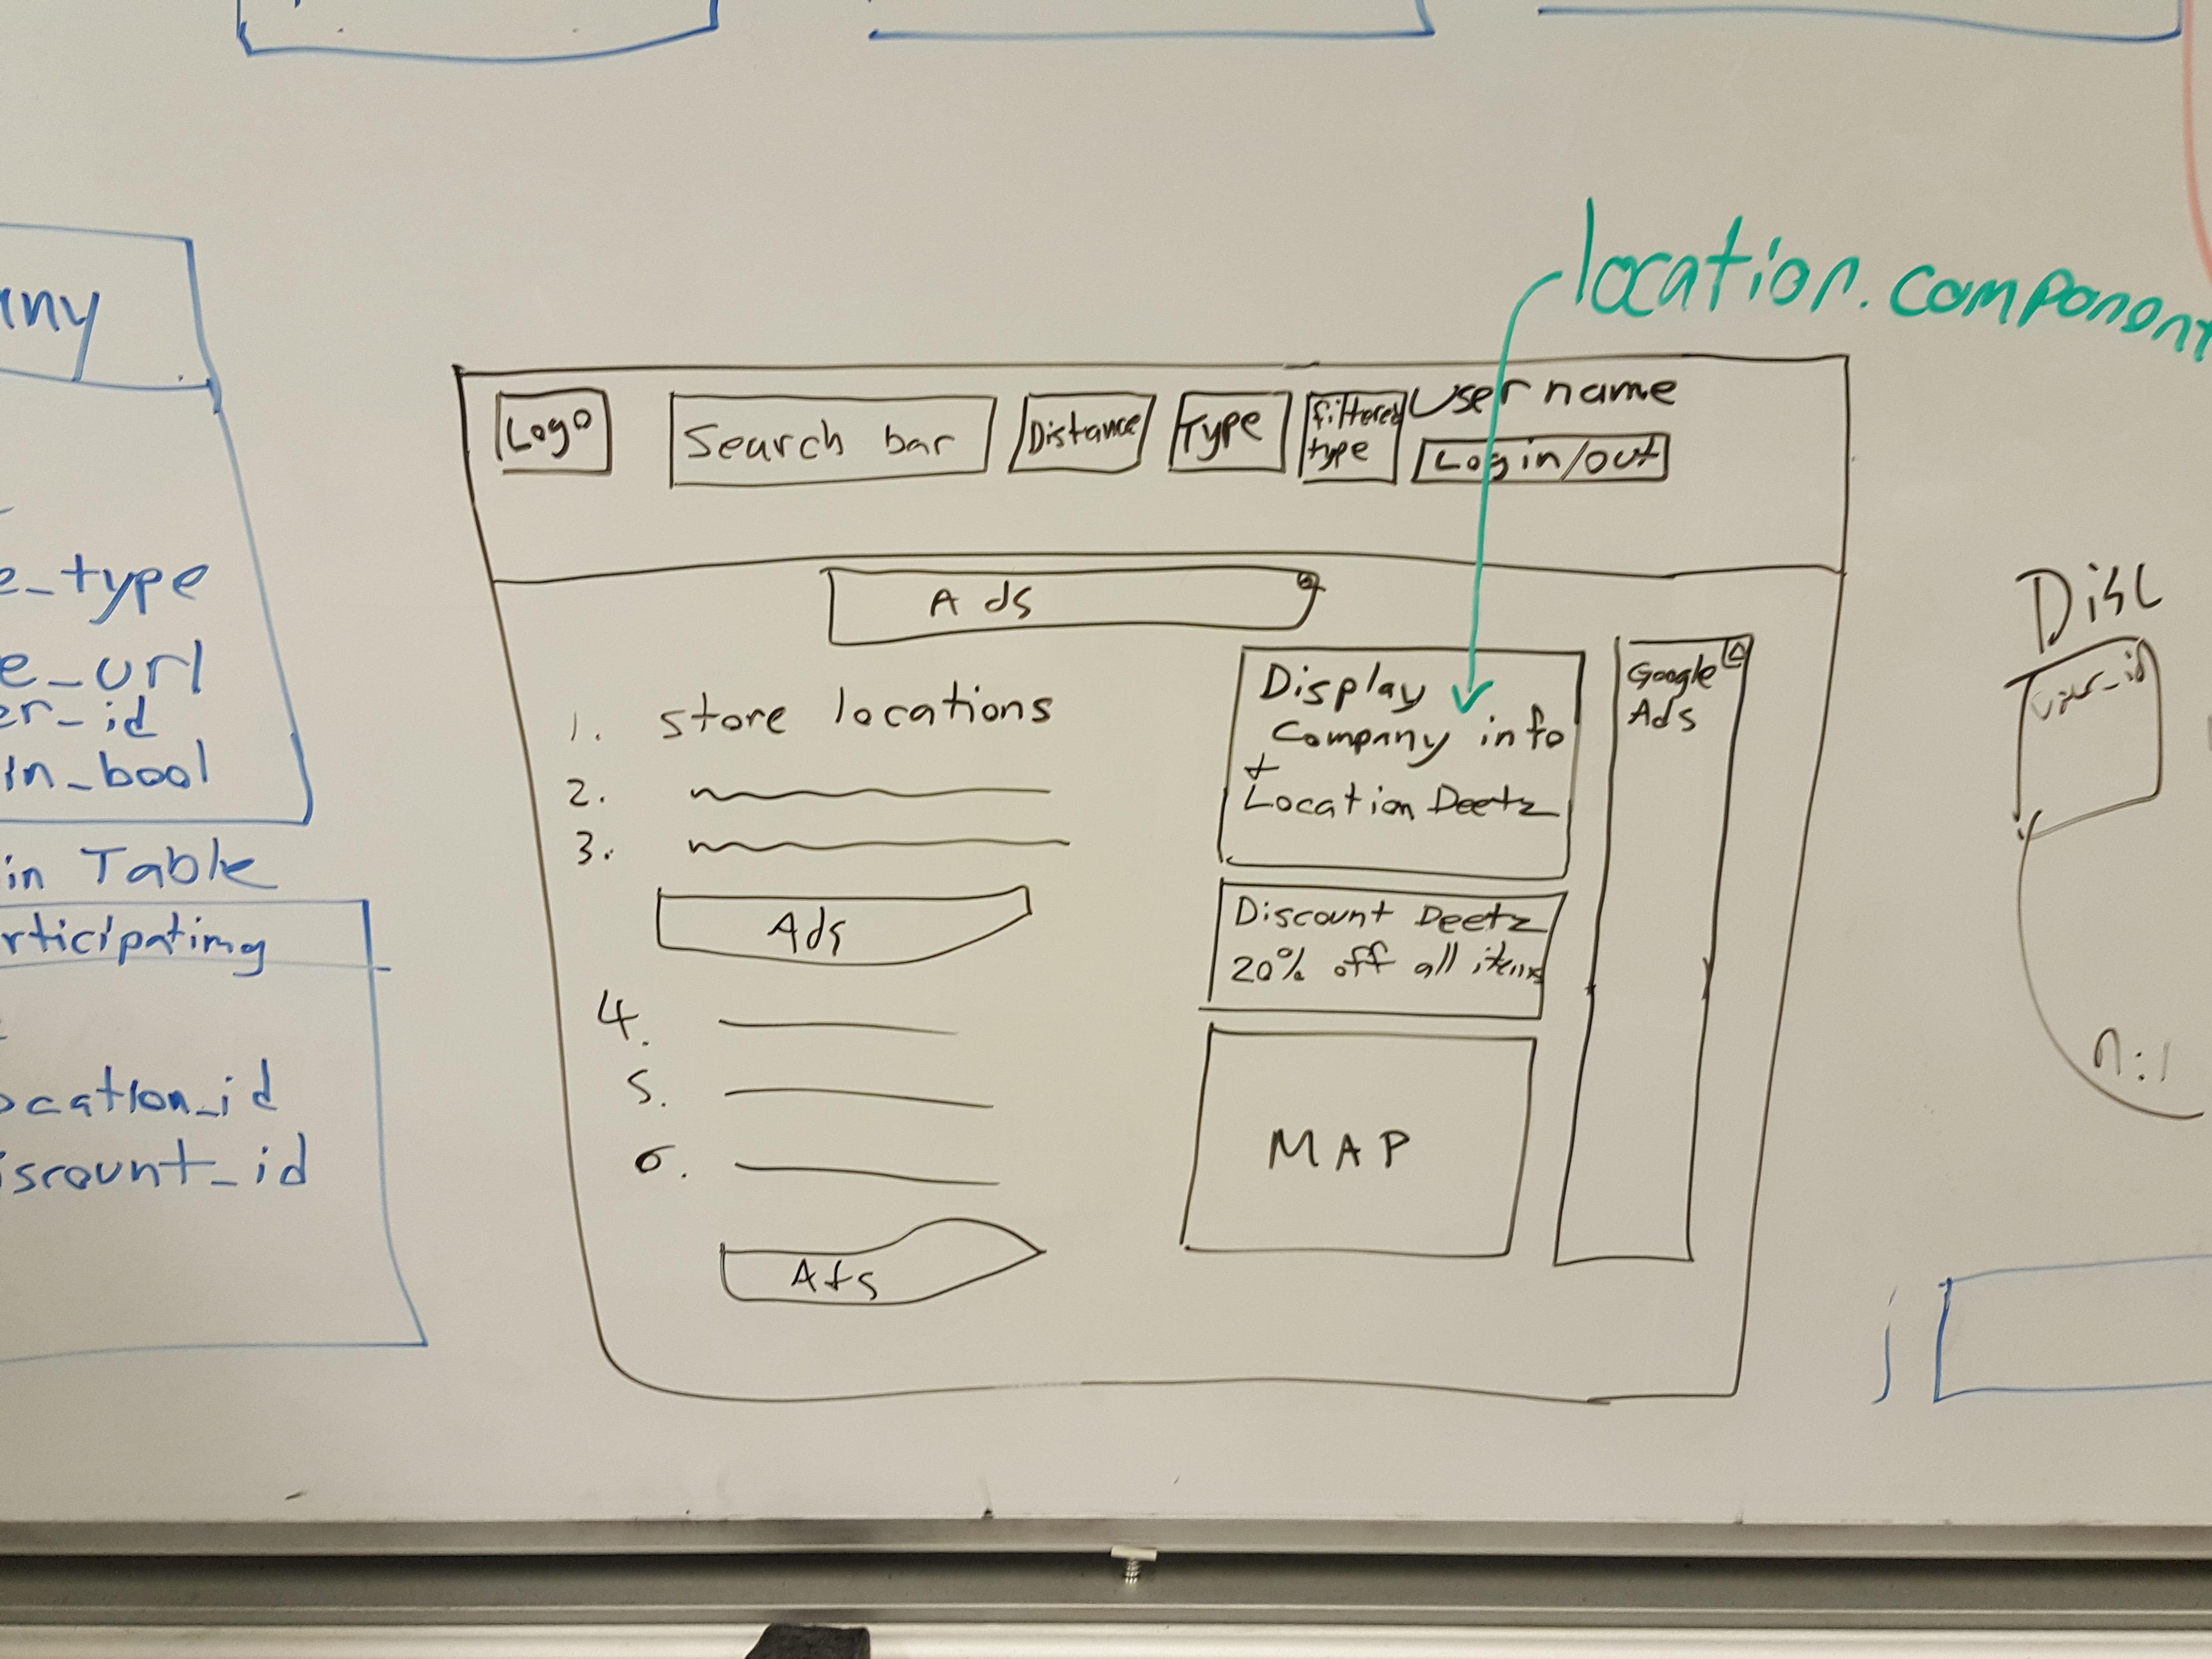 location.component
any
e_type
e_url
er_id
in_bool
in Table
rticipating
ocation_id
iscount_id
Logo
Search bar
Distance
Type
filtered
type
User name
Log in/out
Ads
1. store locations
2.
3.
Ads
4.
5.
6.
Ads
Display
Company info
+
Location Deetz
Discount Deetz
20% off all items
MAP
Google
Ads
Disc
user_id
n:1